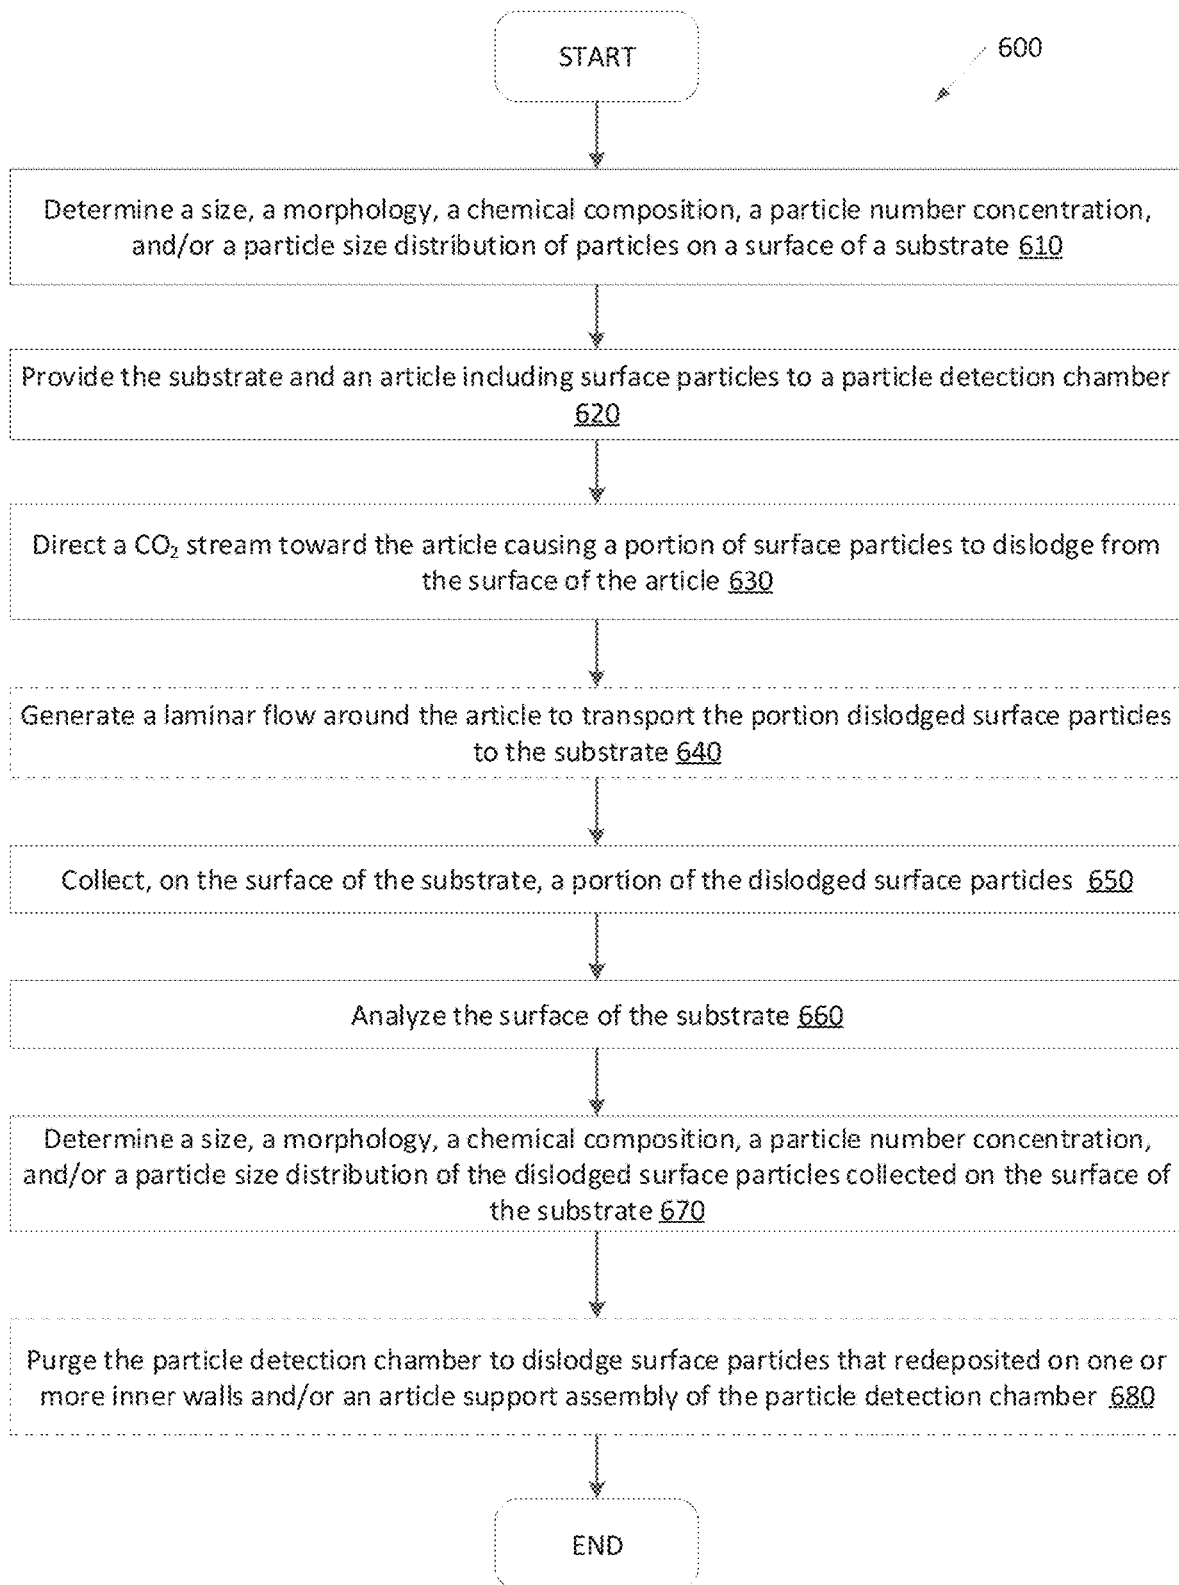 START
600
Determine a size, a morphology, a chemical composition, a particle number concentration,
and/or a particle size distribution of particles on a surface of a substrate 610
Provide the substrate and an article including surface particles to a particle detection chamber
620
Direct a CO₂ stream toward the article causing a portion of surface particles to dislodge from
the surface of the article 630
Generate a laminar flow around the article to transport the portion dislodged surface particles
to the substrate 640
Collect, on the surface of the substrate, a portion of the dislodged surface particles 650
Analyze the surface of the substrate 660
Determine a size, a morphology, a chemical composition, a particle number concentration,
and/or a particle size distribution of the dislodged surface particles collected on the surface of
the substrate 670
Purge the particle detection chamber to dislodge surface particles that redeposited on one or
more inner walls and/or an article support assembly of the particle detection chamber 680
END